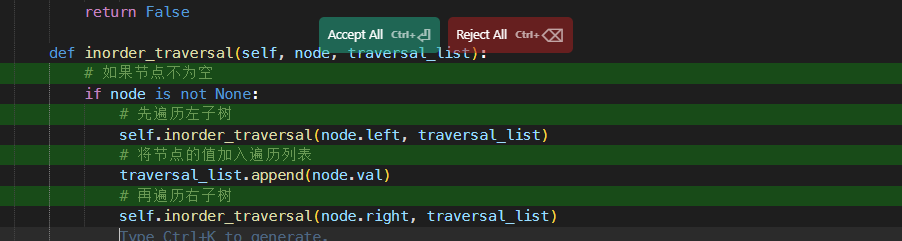 return False
Accept All Ctrl+⏎ Reject All Ctrl+⌫
def inorder_traversal(self, node, traversal_list):
# 如果节点不为空
if node is not None:
# 先遍历左子树
self.inorder_traversal(node.left, traversal_list)
# 将节点的值加入遍历列表
traversal_list.append(node.val)
# 再遍历右子树
self.inorder_traversal(node.right, traversal_list)
Type Ctrl+K to generate.